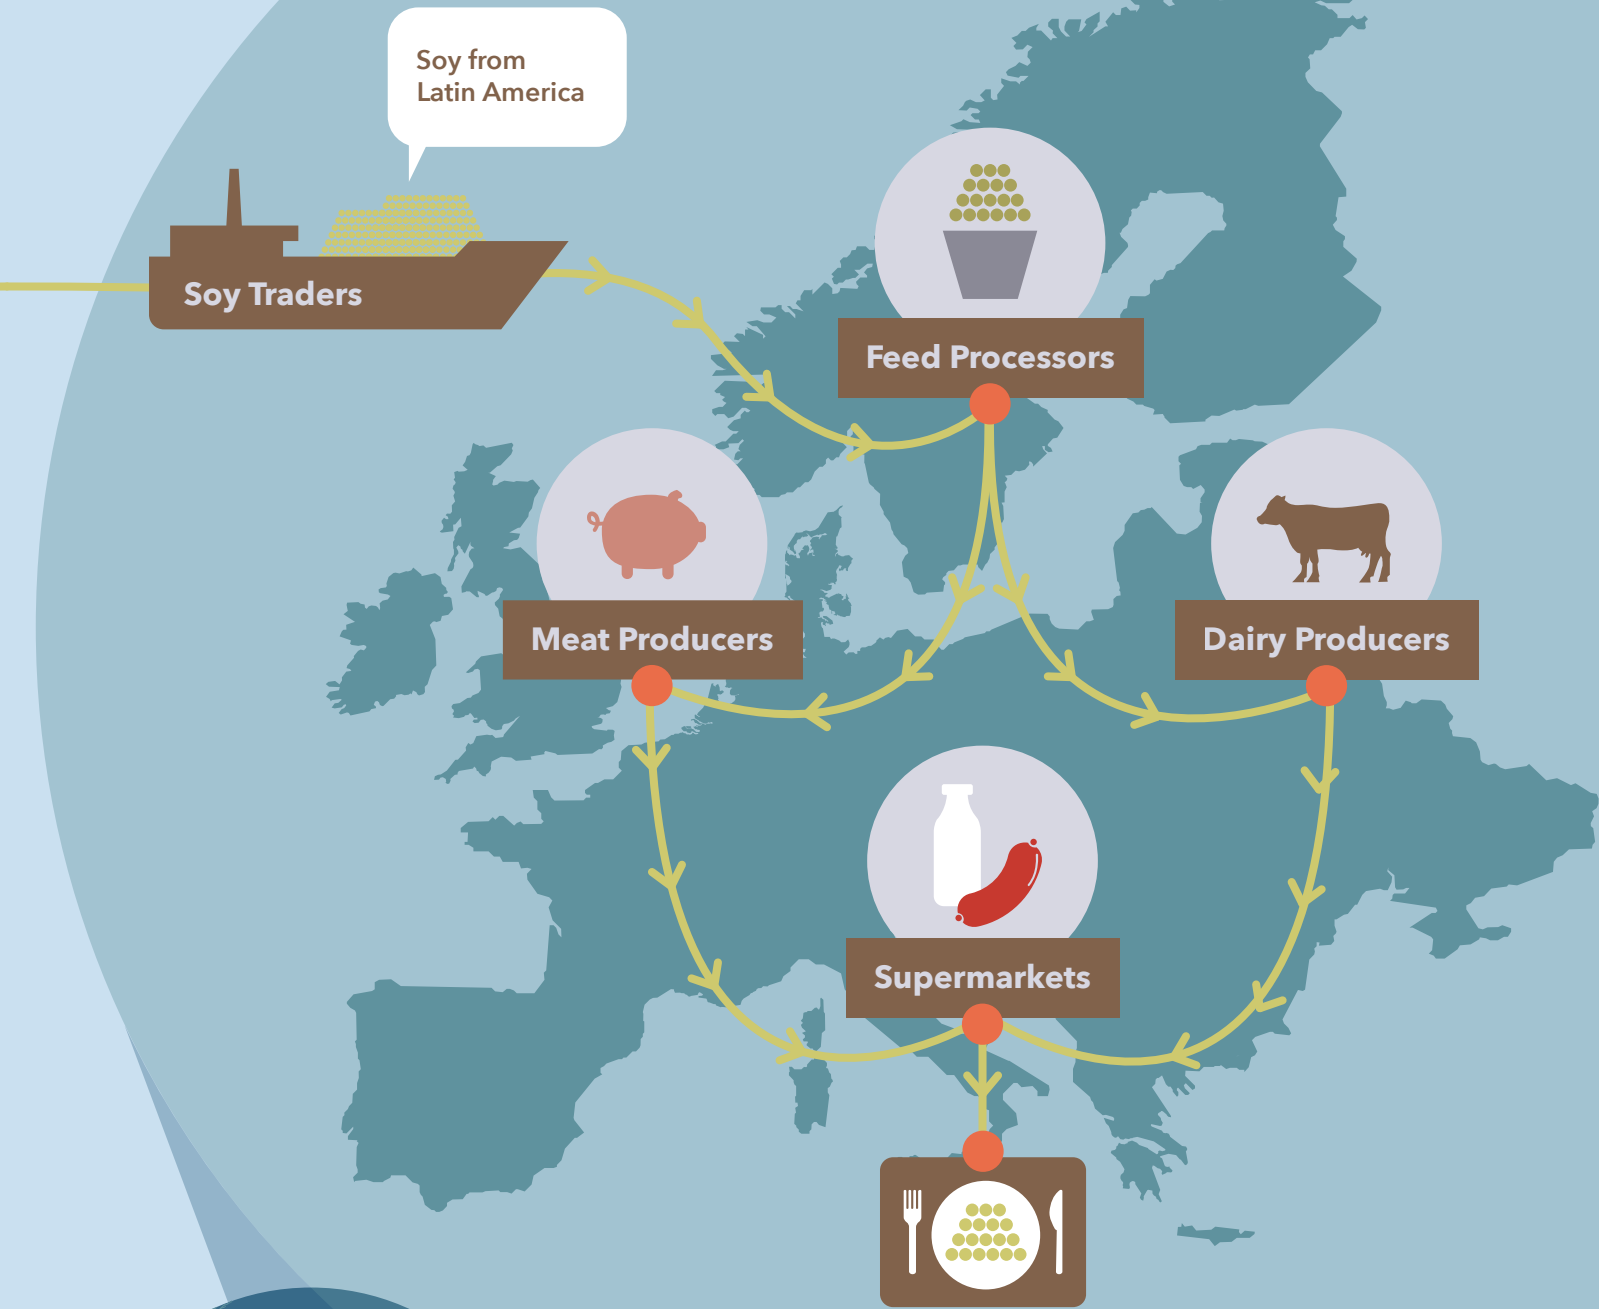 Soy from
Latin America
Soy Traders
Feed Processors
Meat Producers
Dairy Producers
Supermarkets